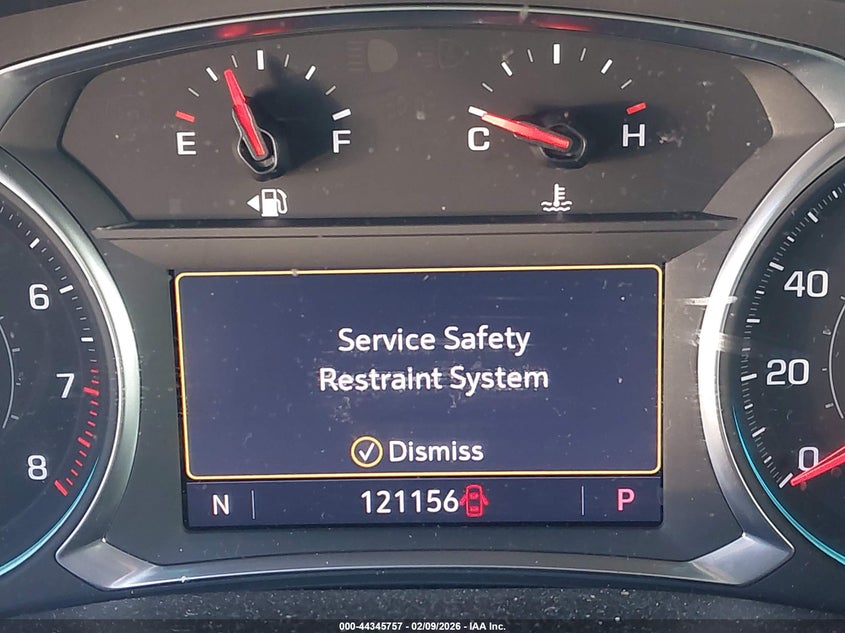 E F
C H
6
7
8
40
20
0
Service Safety
Restraint System
Dismiss
N 121156 P
000-44345757 - 02/09/2026 - IAA Inc.